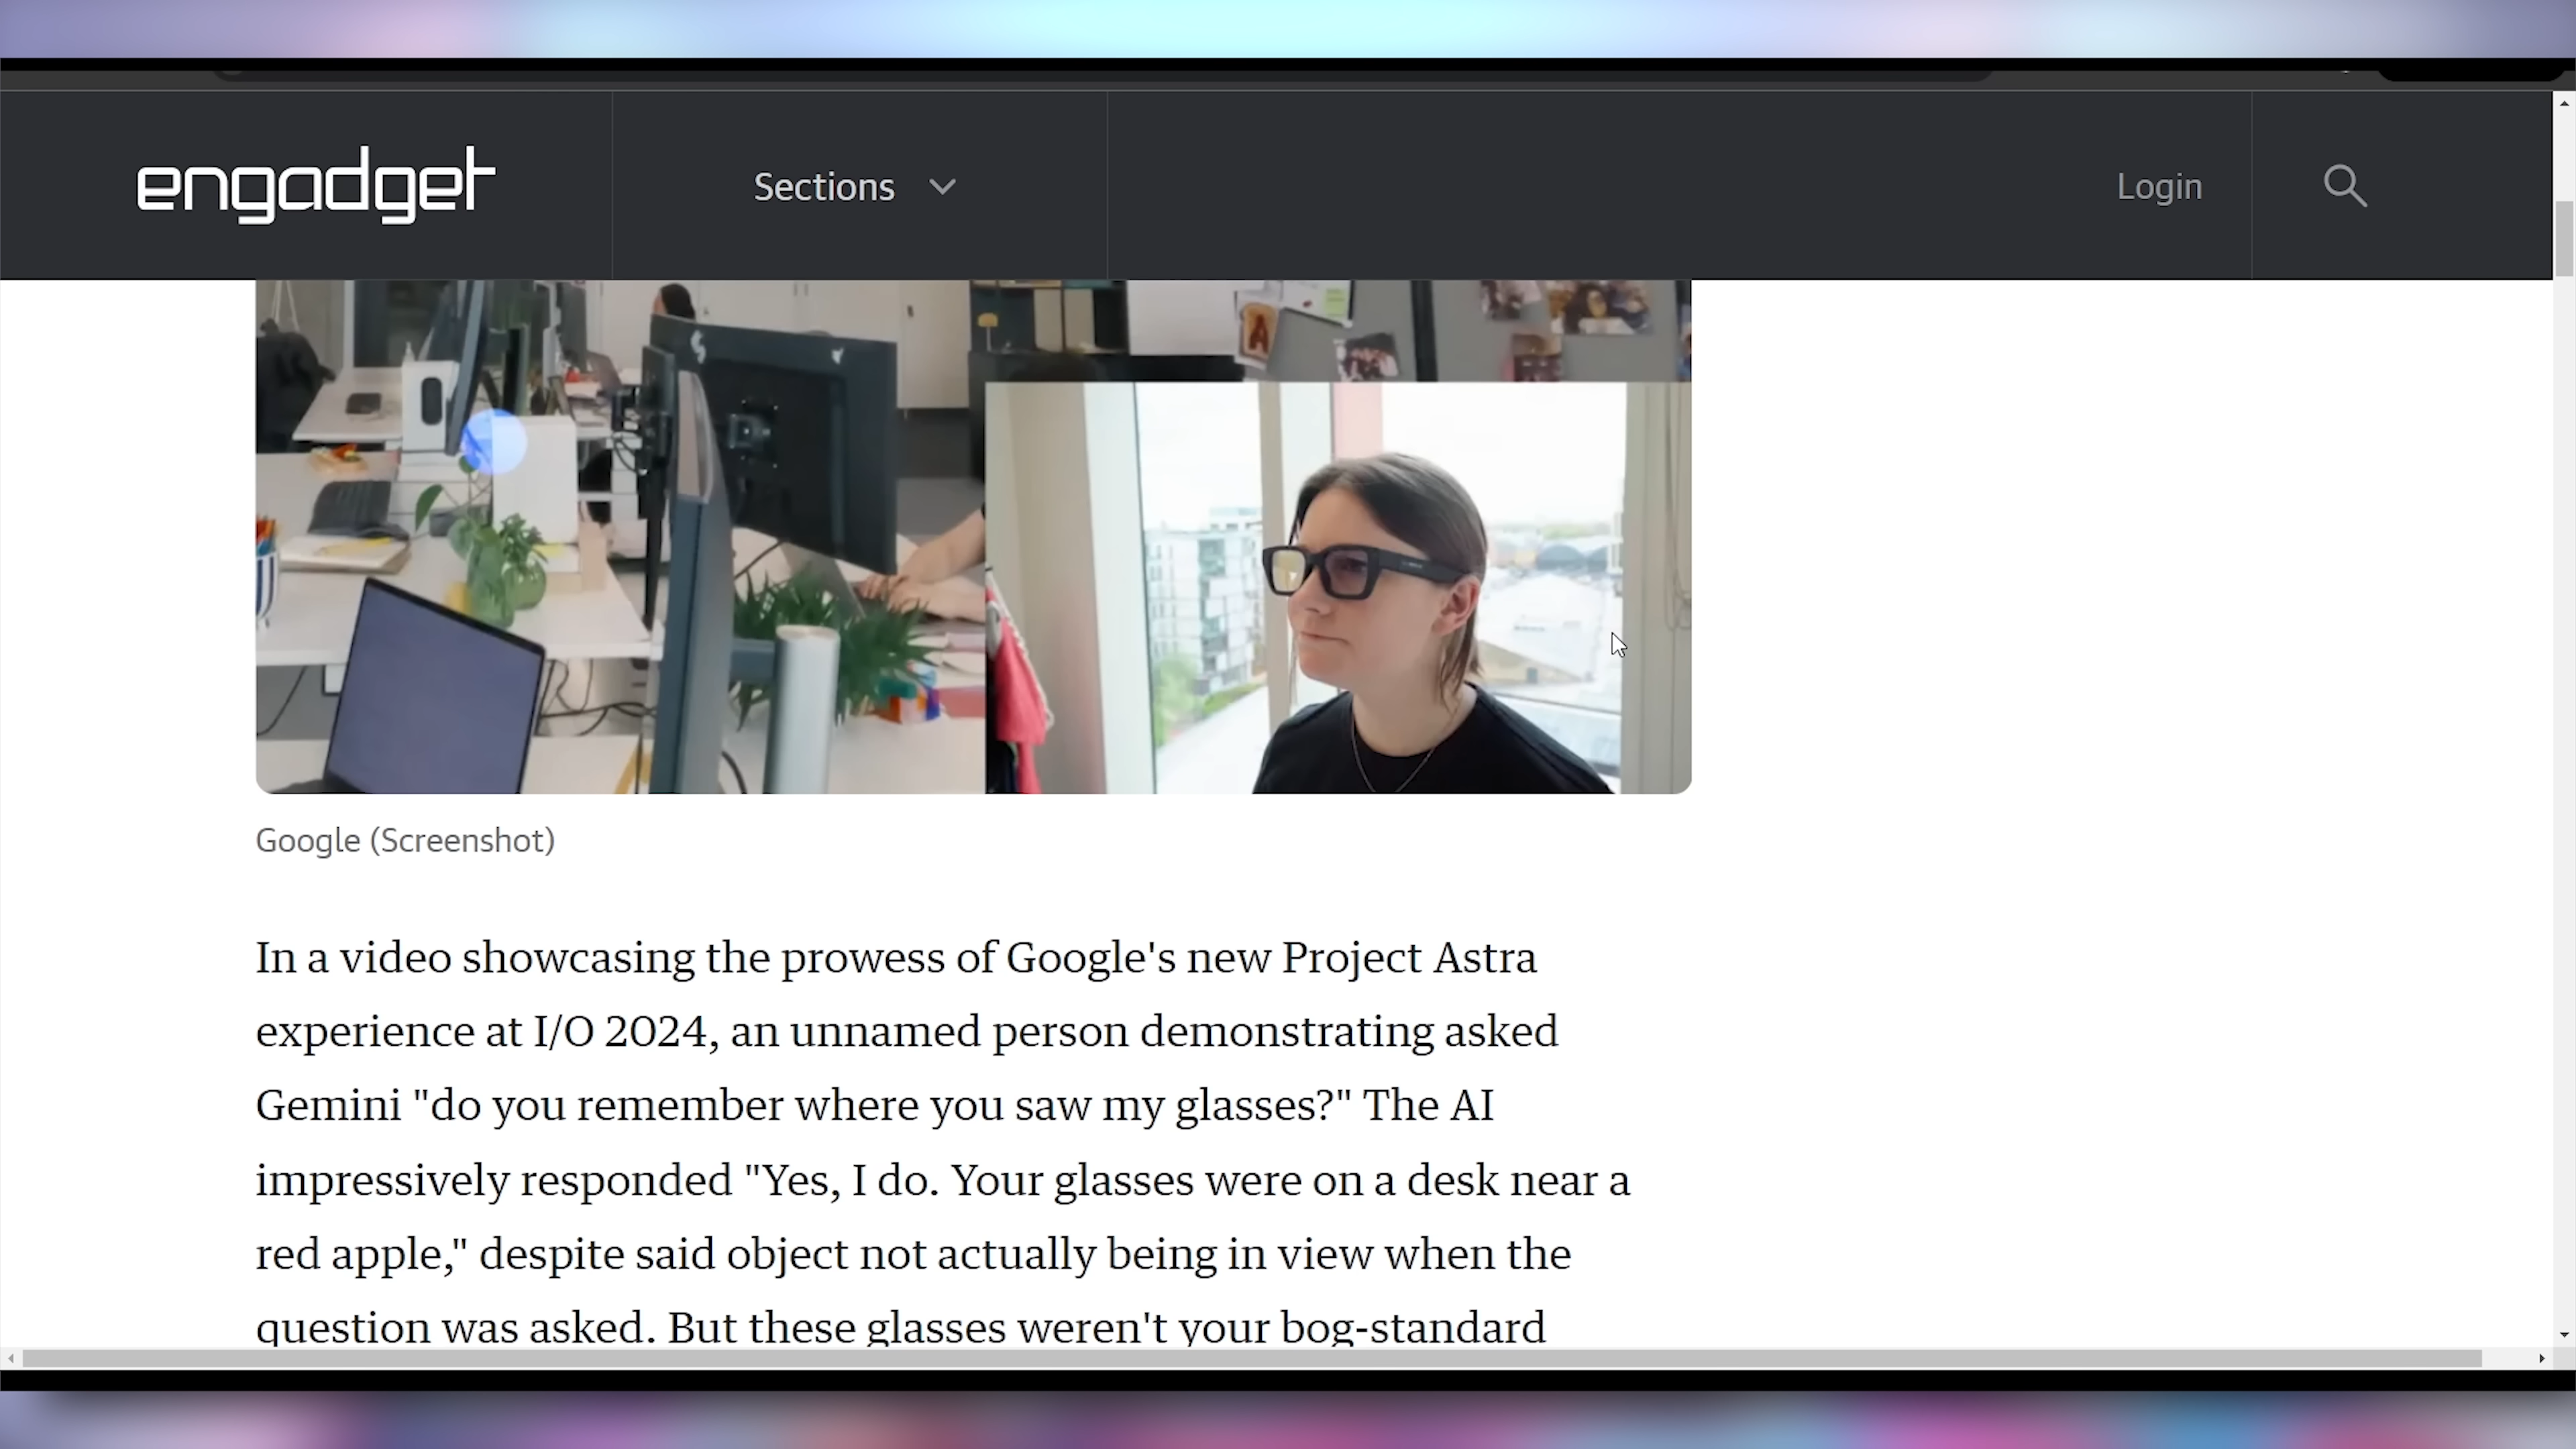 engadget
Sections
Login
Google (Screenshot)
In a video showcasing the prowess of Google's new Project Astra
experience at I/O 2024, an unnamed person demonstrating asked
Gemini "do you remember where you saw my glasses?" The AI
impressively responded "Yes, I do. Your glasses were on a desk near a
red apple," despite said object not actually being in view when the
question was asked. But these glasses weren't your bog-standard